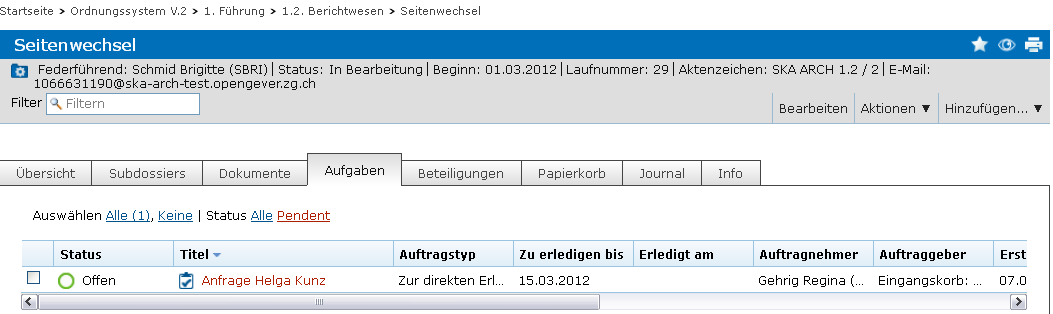 Startseite > Ordnungssystem V.2 > 1. Führung > 1.2. Berichtwesen > Seitenwechsel
Seitenwechsel
Federführend: Schmid Brigitte (SBRI) | Status: In Bearbeitung | Beginn: 01.03.2012 | Laufnummer: 29 | Aktenzeichen: SKA ARCH 1.2 / 2 | E-Mail:
1066631190@ska-arch-test.opengever.zg.ch
Filter Filtern
Bearbeiten Aktionen ▼ Hinzufügen... ▼
Übersicht Subdossiers Dokumente Aufgaben Beteiligungen Papierkorb Journal Info
Auswählen Alle (1), Keine | Status Alle Pendent
Status Titel Auftragstyp Zu erledigen bis Erledigt am Auftragnehmer Auftraggeber Erst
Offen Anfrage Helga Kunz Zur direkten Erl... 15.03.2012 Gehrig Regina (... Eingangskorb: ... 07.0